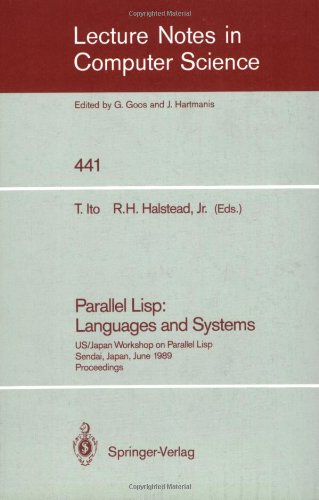 Lecture Notes in
Computer Science
Edited by G. Goos and J. Hartmanis
441
T. Ito R.H. Halstead, Jr. (Eds.)
Parallel Lisp:
Languages and Systems
US/Japan Workshop on Parallel Lisp
Sendai, Japan, June 1989
Proceedings
Springer-Verlag